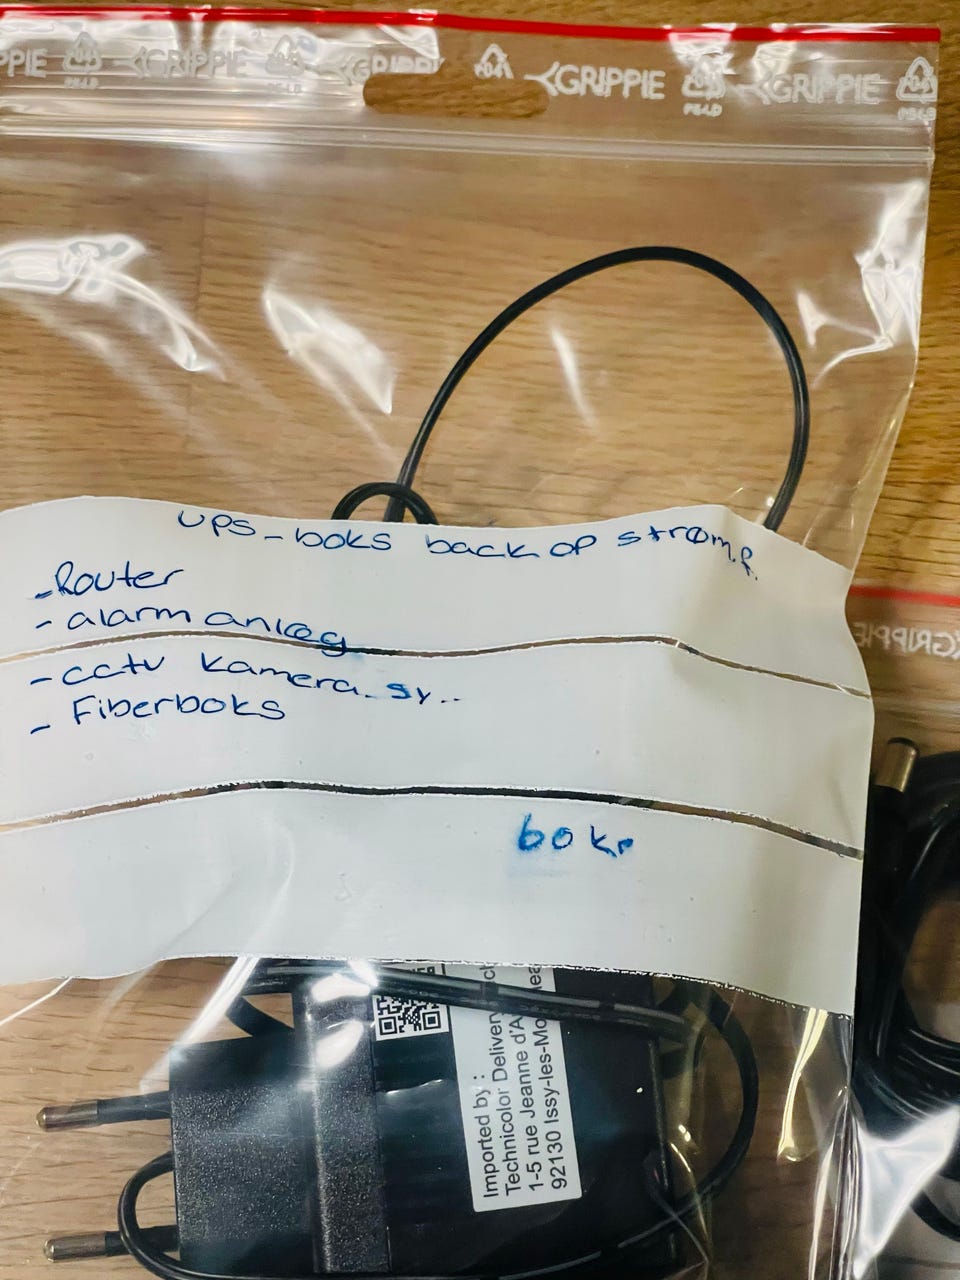 GRIPPIE GRIPPIE GRIPPIE GRIPPIE
UPS-boks back op strøm.f.
-Router
- alarm anlæg
- cctv kamera sy..
- Fiberboks
60 kr
Imported by :
Technicolor Delivery
1-5 rue Jeanne d'A
92130 Issy-les-Mo
GRIPPIE